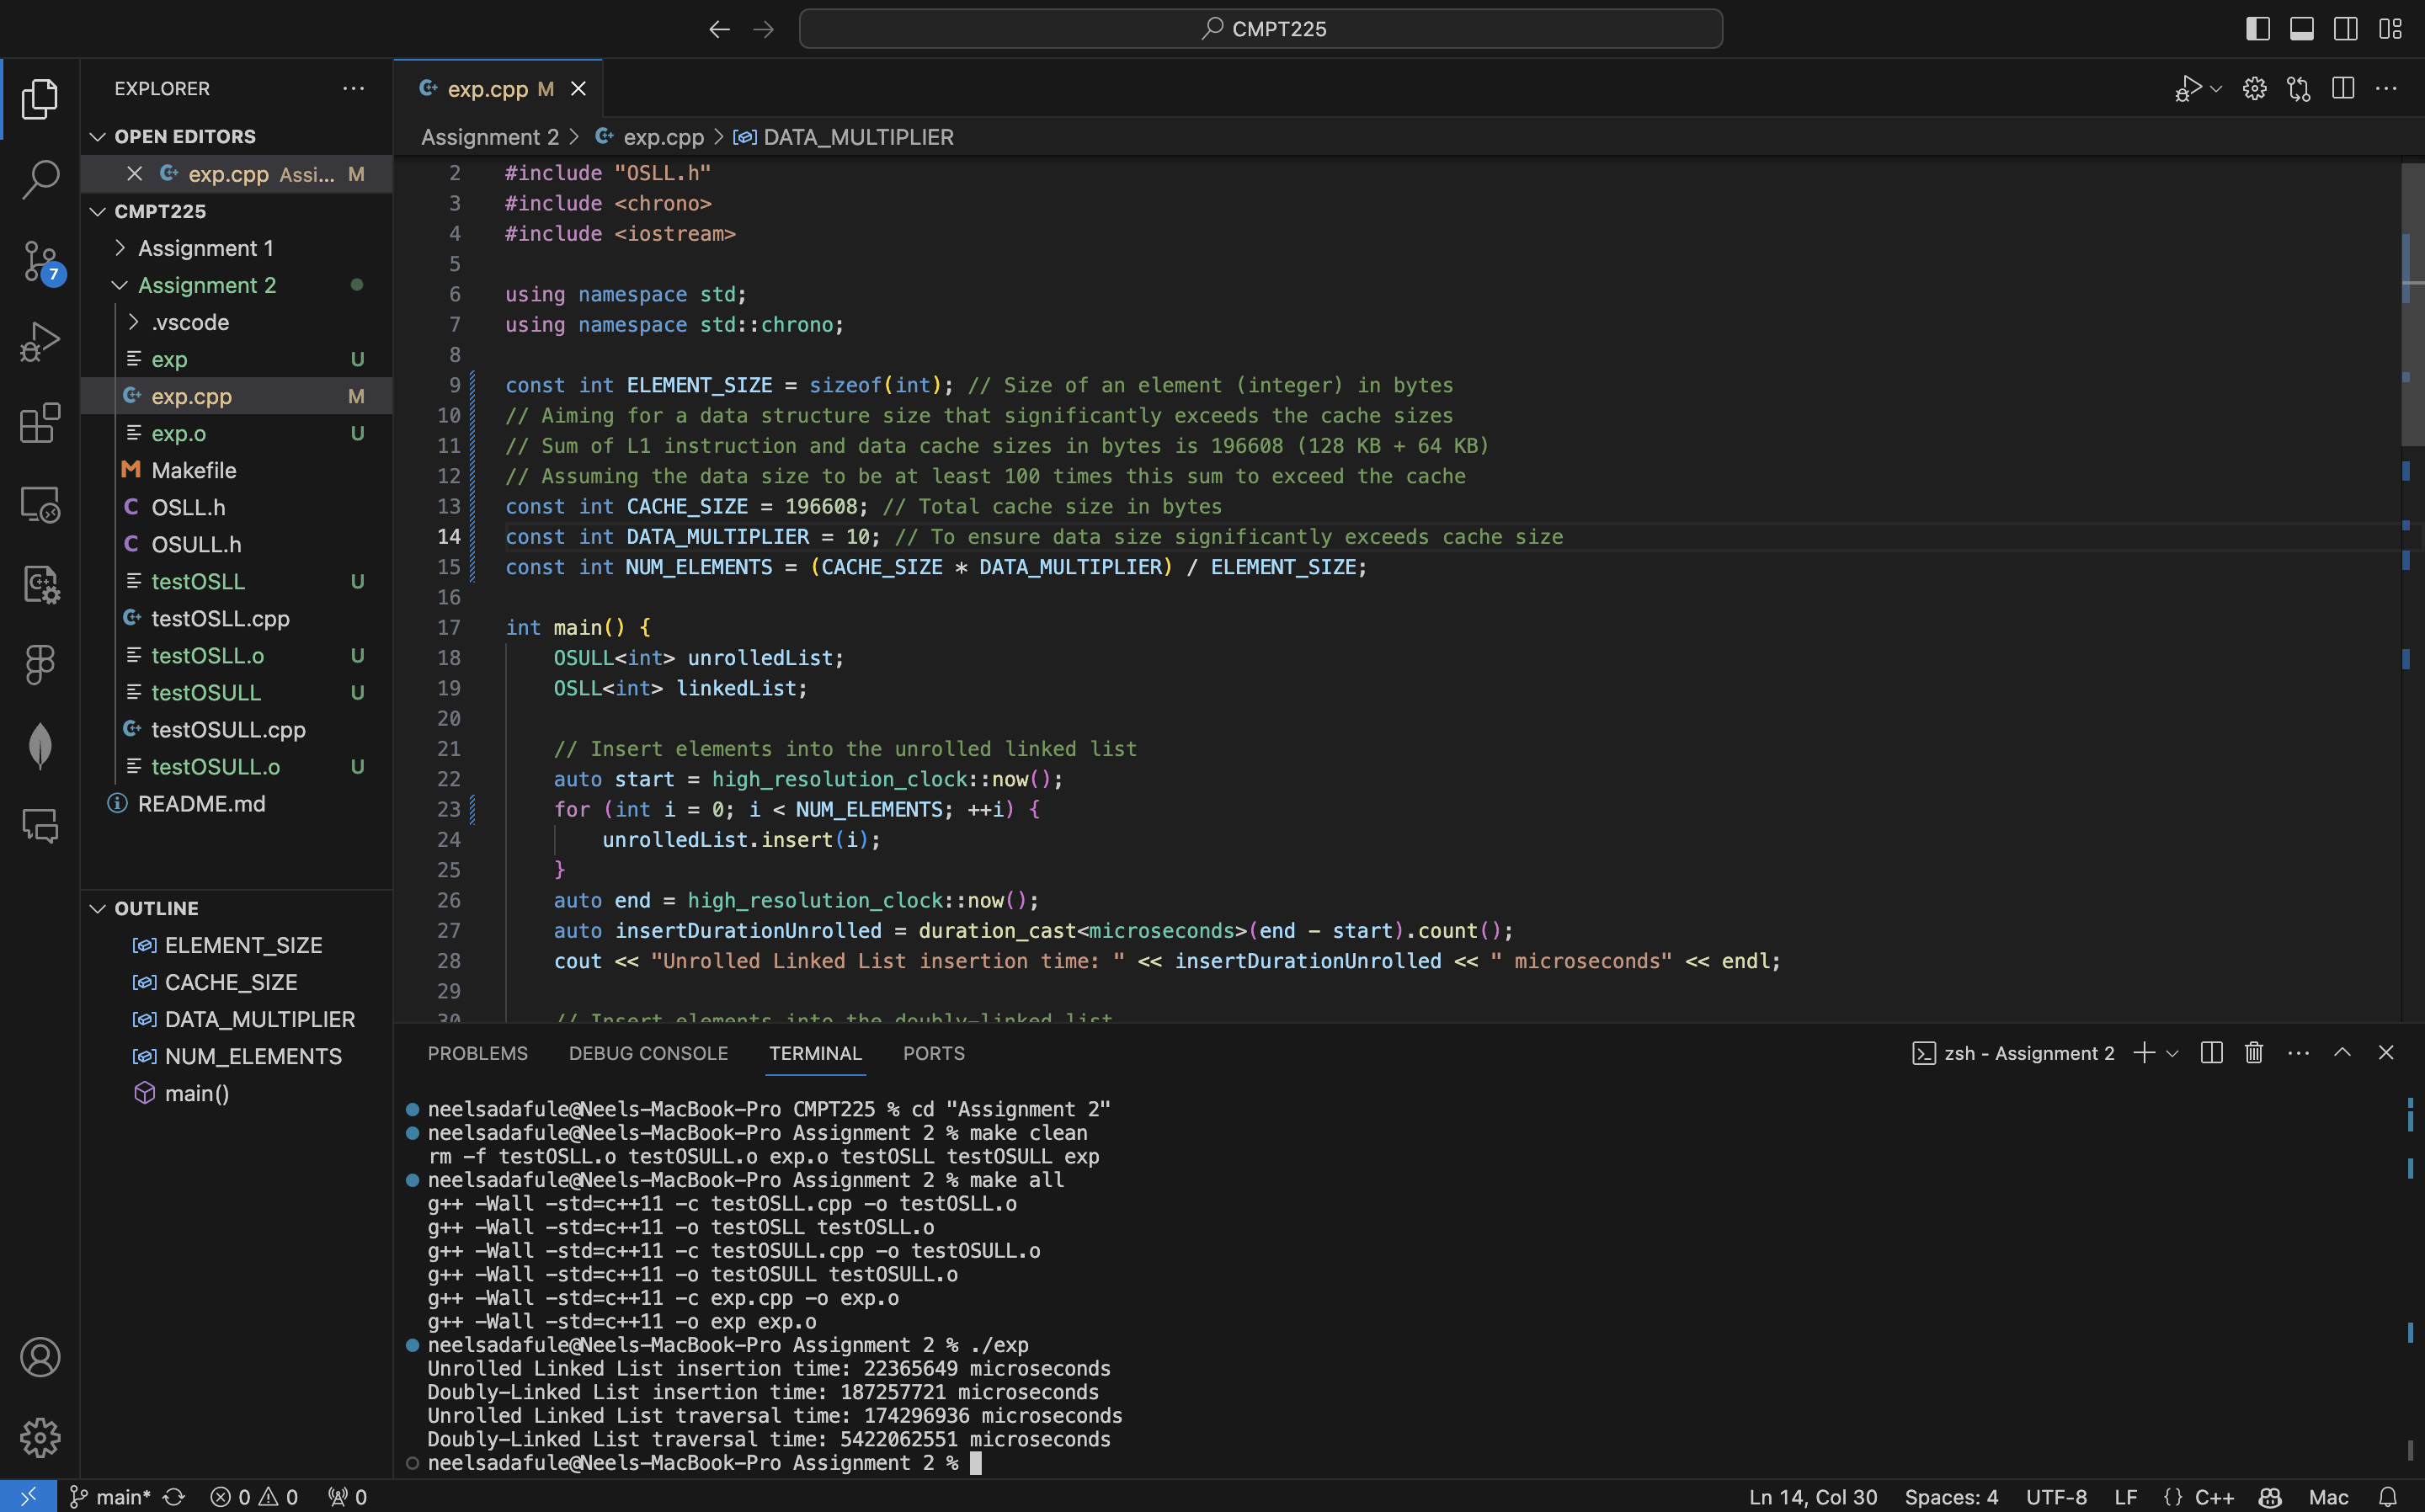 CMPT225
EXPLORER
OPEN EDITORS
exp.cpp Assi... M
CMPT225
Assignment 1
Assignment 2
.vscode
exp U
exp.cpp M
exp.o U
Makefile
OSLL.h
OSULL.h
testOSLL U
testOSLL.cpp
testOSLL.o U
testOSULL U
testOSULL.cpp
testOSULL.o U
README.md
7
OUTLINE
ELEMENT_SIZE
CACHE_SIZE
DATA_MULTIPLIER
NUM_ELEMENTS
main()
exp.cpp M
Assignment 2 > exp.cpp > DATA_MULTIPLIER
2 #include "OSLL.h"
3 #include <chrono>
4 #include <iostream>
5
6 using namespace std;
7 using namespace std::chrono;
8
9 const int ELEMENT_SIZE = sizeof(int); // Size of an element (integer) in bytes
10 // Aiming for a data structure size that significantly exceeds the cache sizes
11 // Sum of L1 instruction and data cache sizes in bytes is 196608 (128 KB + 64 KB)
12 // Assuming the data size to be at least 100 times this sum to exceed the cache
13 const int CACHE_SIZE = 196608; // Total cache size in bytes
14 const int DATA_MULTIPLIER = 10; // To ensure data size significantly exceeds cache size
15 const int NUM_ELEMENTS = (CACHE_SIZE * DATA_MULTIPLIER) / ELEMENT_SIZE;
16
17 int main() {
18 OSULL<int> unrolledList;
19 OSLL<int> linkedList;
20
21 // Insert elements into the unrolled linked list
22 auto start = high_resolution_clock::now();
23 for (int i = 0; i < NUM_ELEMENTS; ++i) {
24 unrolledList.insert(i);
25 }
26 auto end = high_resolution_clock::now();
27 auto insertDurationUnrolled = duration_cast<microseconds>(end - start).count();
28 cout << "Unrolled Linked List insertion time: " << insertDurationUnrolled << " microseconds" << endl;
29
30 // Insert elements into the doubly-linked list
PROBLEMS DEBUG CONSOLE TERMINAL PORTS
zsh - Assignment 2
neelsadafule@Neels-MacBook-Pro CMPT225 % cd "Assignment 2"
neelsadafule@Neels-MacBook-Pro Assignment 2 % make clean
rm -f testOSLL.o testOSULL.o exp.o testOSLL testOSULL exp
neelsadafule@Neels-MacBook-Pro Assignment 2 % make all
g++ -Wall -std=c++11 -c testOSLL.cpp -o testOSLL.o
g++ -Wall -std=c++11 -o testOSLL testOSLL.o
g++ -Wall -std=c++11 -c testOSULL.cpp -o testOSULL.o
g++ -Wall -std=c++11 -o testOSULL testOSULL.o
g++ -Wall -std=c++11 -c exp.cpp -o exp.o
g++ -Wall -std=c++11 -o exp exp.o
neelsadafule@Neels-MacBook-Pro Assignment 2 % ./exp
Unrolled Linked List insertion time: 22365649 microseconds
Doubly-Linked List insertion time: 187257721 microseconds
Unrolled Linked List traversal time: 174296936 microseconds
Doubly-Linked List traversal time: 5422062551 microseconds
neelsadafule@Neels-MacBook-Pro Assignment 2 %
main* 0 0 0 Ln 14, Col 30 Spaces: 4 UTF-8 LF {} C++ Mac